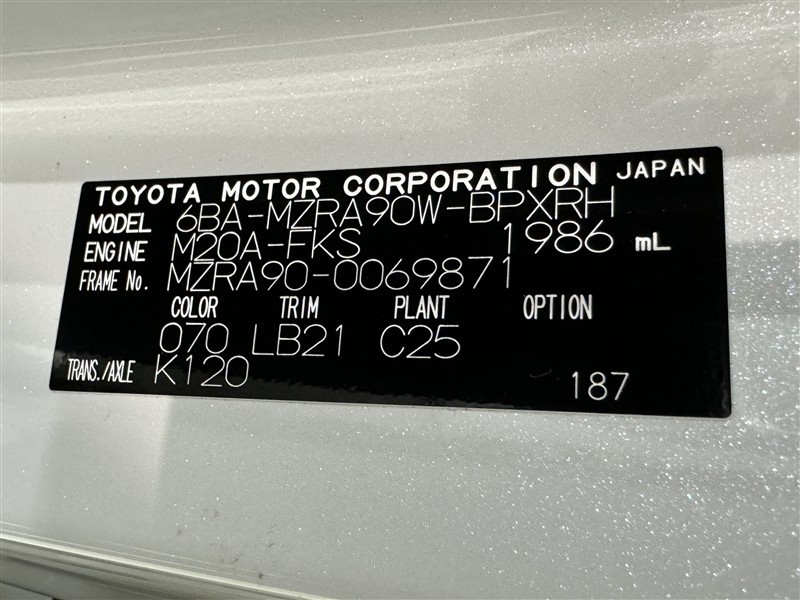 TOYOTA MOTOR CORPORATION JAPAN
MODEL 6BA-MZRA90W-BPXRH
ENGINE M20A-FKS 1986 mL
FRAME No. MZRA90-0069871
COLOR TRIM PLANT OPTION
070 LB21 C25
TRANS./AXLE K120 187